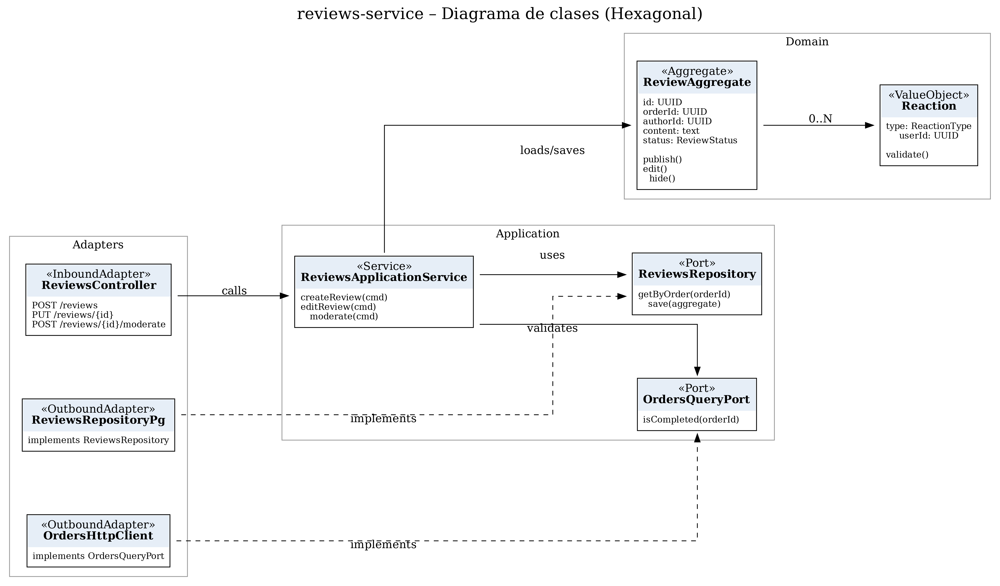 reviews-service – Diagrama de clases (Hexagonal)
Domain
«Aggregate»
ReviewAggregate
id: UUID
orderId: UUID
authorId: UUID
content: text
status: ReviewStatus
publish()
edit()
hide()
0..N
«ValueObject»
Reaction
type: ReactionType
userId: UUID
validate()
loads/saves
Application
«Service»
ReviewsApplicationService
createReview(cmd)
editReview(cmd)
moderate(cmd)
uses
«Port»
ReviewsRepository
getByOrder(orderId)
save(aggregate)
validates
«Port»
OrdersQueryPort
isCompleted(orderId)
Adapters
«InboundAdapter»
ReviewsController
POST /reviews
PUT /reviews/{id}
POST /reviews/{id}/moderate
calls
«OutboundAdapter»
ReviewsRepositoryPg
implements ReviewsRepository
implements
«OutboundAdapter»
OrdersHttpClient
implements OrdersQueryPort
implements